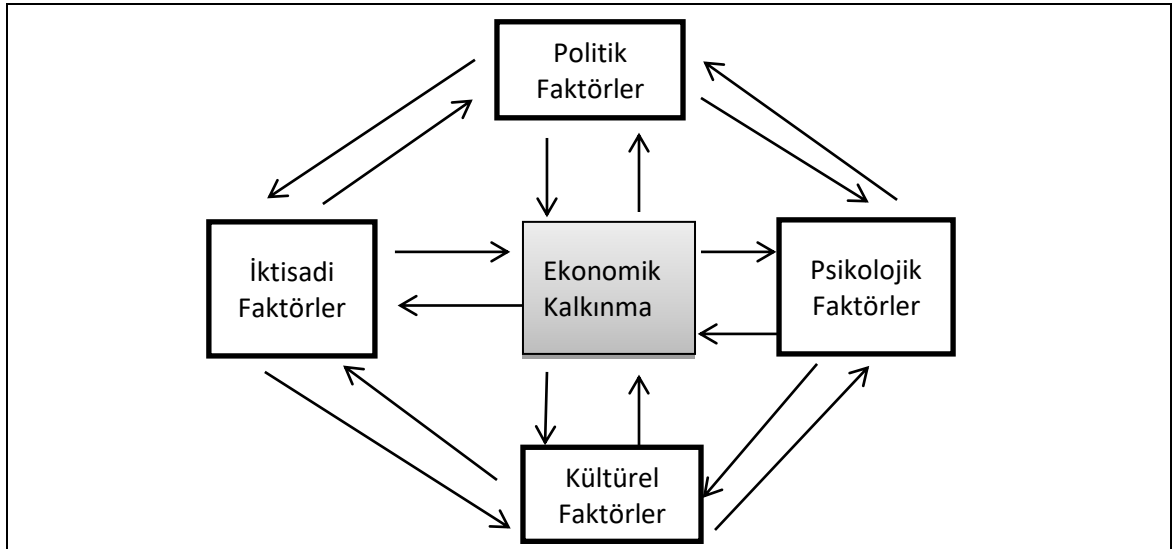 Politik
Faktörler
İktisadi
Faktörler
Ekonomik
Kalkınma
Psikolojik
Faktörler
Kültürel
Faktörler